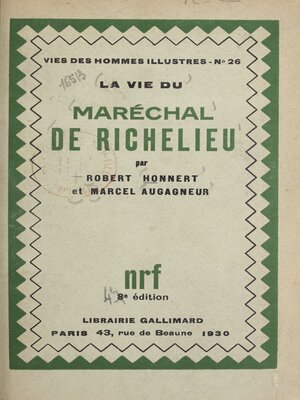 VIES DES HOMMES ILLUSTRES - No 26
LA VIE DU
MARÉCHAL
DE RICHELIEU
par
ROBERT HONNERT
et MARCEL AUGAGNEUR
nrf
8e édition
LIBRAIRIE GALLIMARD
PARIS 43, rue de Beaune 1930